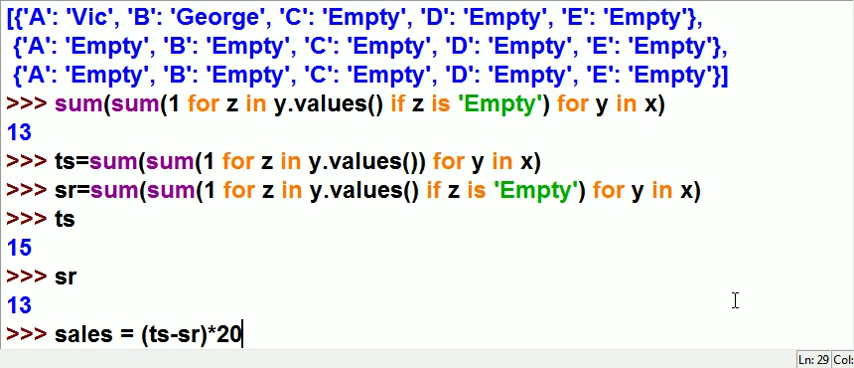 [{'A': 'Vic', 'B': 'George', 'C': 'Empty', 'D': 'Empty', 'E': 'Empty'},
{'A': 'Empty', 'B': 'Empty', 'C': 'Empty', 'D': 'Empty', 'E': 'Empty'},
{'A': 'Empty', 'B': 'Empty', 'C': 'Empty', 'D': 'Empty', 'E': 'Empty'}]
>>> sum(sum(1 for z in y.values() if z is 'Empty') for y in x)
13
>>> ts=sum(sum(1 for z in y.values()) for y in x)
>>> sr=sum(sum(1 for z in y.values() if z is 'Empty') for y in x)
>>> ts
15
>>> sr
13
>>> sales = (ts-sr)*20
Ln: 29 Col: